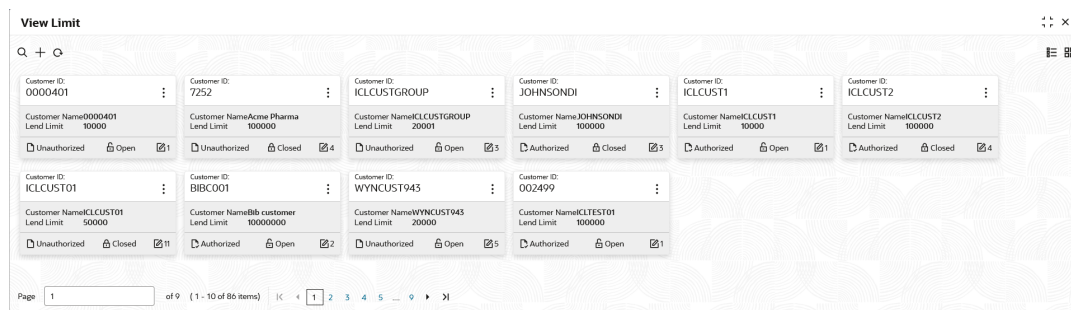 View Limit
Customer ID: Customer ID: Customer ID: Customer ID: Customer ID: Customer ID:
0000401 7252 ICLCUSTGROUP JOHNSONDI ICLCUST1 ICLCUST2
Customer Name0000401 Customer NameAcme Pharma Customer NameICLCUSTGROUP Customer NameJOHNSONDI Customer NameICLCUST1 Customer NameICLCUST2
Lend Limit 10000 Lend Limit 100000 Lend Limit 20001 Lend Limit 100000 Lend Limit 10000 Lend Limit 100000
Unauthorized Open 1 Unauthorized Closed 4 Unauthorized Open 3 Authorized Closed 3 Authorized Open 1 Authorized Closed 4
Customer ID: Customer ID: Customer ID: Customer ID:
ICLCUST01 BIBC001 WYNCUST943 002499
Customer NameICLCUST01 Customer NameBib customer Customer NameWYNCUST943 Customer NameICLTEST01
Lend Limit 50000 Lend Limit 10000000 Lend Limit 20000 Lend Limit 100000
Unauthorized Closed 11 Authorized Open 2 Unauthorized Open 5 Authorized Open 1
Page 1 of 9 ( 1 - 10 of 86 items) 1 2 3 4 5 ... 9